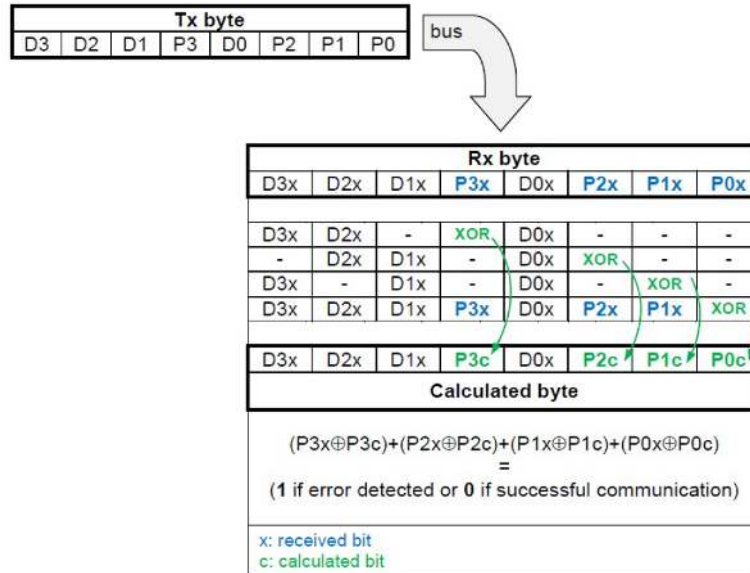 Tx byte
D3 D2 D1 P3 D0 P2 P1 P0
bus
Rx byte
D3x D2x D1x P3x D0x P2x P1x P0x
D3x D2x - XOR D0x - - -
- D2x D1x - D0x XOR - -
D3x - D1x - D0x - XOR -
D3x D2x D1x P3x D0x P2x P1x XOR
D3x D2x D1x P3c D0x P2c P1c P0c
Calculated byte
(P3x⊕P3c)+(P2x⊕P2c)+(P1x⊕P1c)+(P0x⊕P0c)
=
(1 if error detected or 0 if successful communication)
x: received bit
c: calculated bit